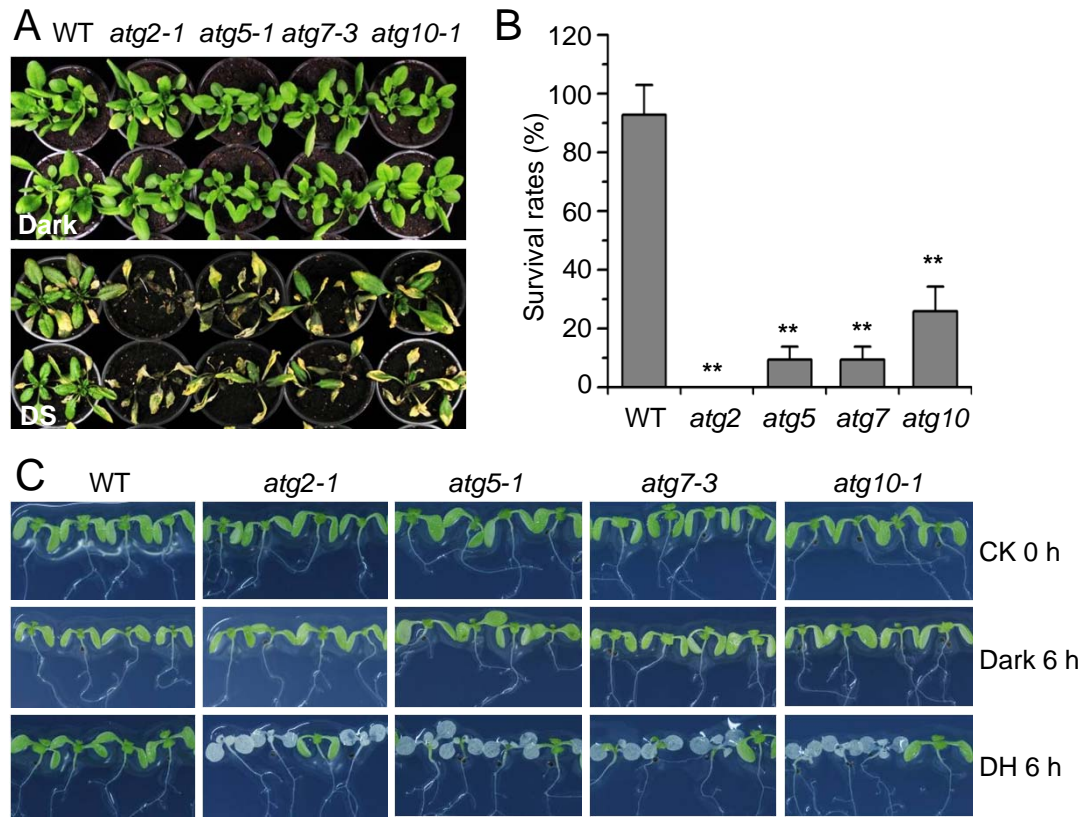 A
WT atg2-1 atg5-1 atg7-3 atg10-1
Dark
DS
B
Survival rates (%)
120
100
80
60
40
20
0
**
**
**
**
WT atg2 atg5 atg7 atg10
C
WT atg2-1 atg5-1 atg7-3 atg10-1
CK 0 h
Dark 6 h
DH 6 h